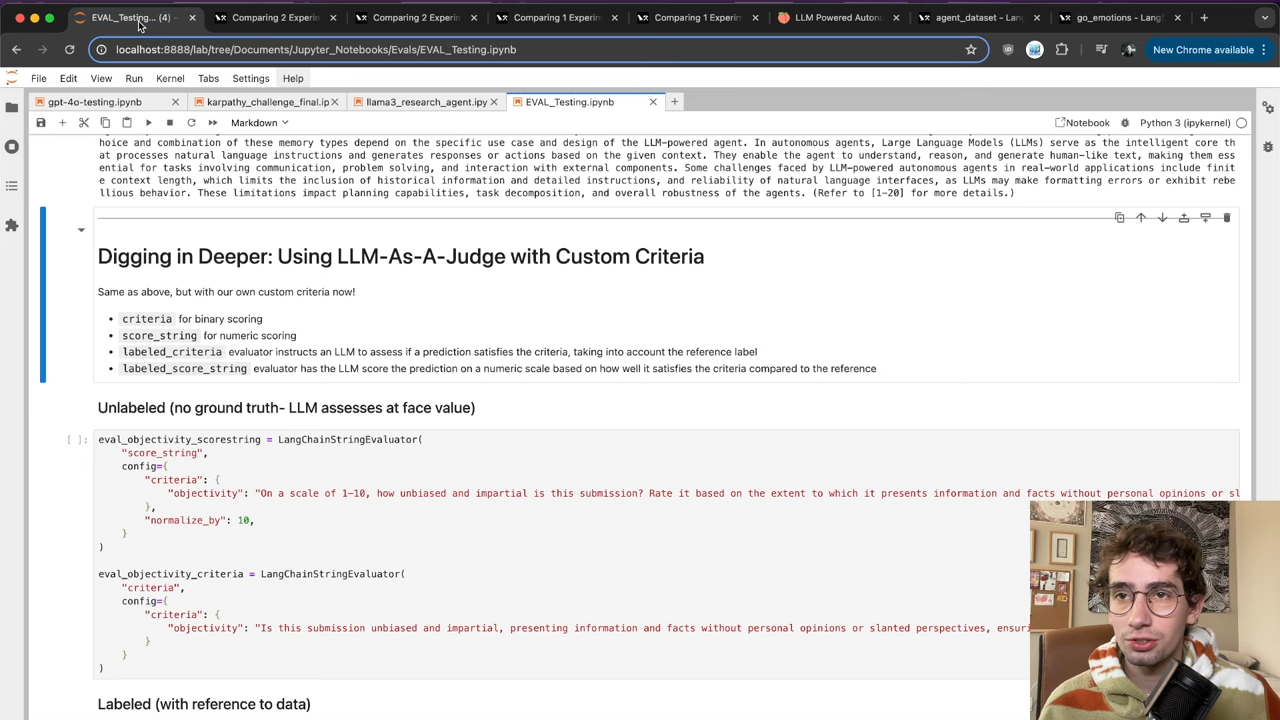 EVAL_Testing... (4) -
Comparing 2 Experim
Comparing 2 Experim
Comparing 1 Experim
Comparing 1 Experim
LLM Powered Autonom
agent_dataset - Lang
go_emotions - Langf
localhost:8888/lab/tree/Documents/Jupyter_Notebooks/Evals/EVAL_Testing.ipynb
New Chrome available
File Edit View Run Kernel Tabs Settings Help
gpt-4o-testing.ipynb
karpathy_challenge_final.ip
llama3_research_agent.ipy
EVAL_Testing.ipynb
Markdown
Notebook
Python 3 (ipykernel)
hoice and combination of these memory types depend on the specific use case and design of the LLM-powered agent. In autonomous agents, Large Language Models (LLMs) serve as the intelligent core th
at processes natural language instructions and generates responses or actions based on the given context. They enable the agent to understand, reason, and generate human-like text, making them ess
ential for tasks involving communication, problem solving, and interaction with external components. Some challenges faced by LLM-powered autonomous agents in real-world applications include finit
e context length, which limits the inclusion of historical information and detailed instructions, and reliability of natural language interfaces, as LLMs may make formatting errors or exhibit rebe
llious behavior. These limitations impact planning capabilities, task decomposition, and overall robustness of the agents. (Refer to [1-20] for more details.)
Digging in Deeper: Using LLM-As-A-Judge with Custom Criteria
Same as above, but with our own custom criteria now!
• criteria for binary scoring
• score_string for numeric scoring
• labeled_criteria evaluator instructs an LLM to assess if a prediction satisfies the criteria, taking into account the reference label
• labeled_score_string evaluator has the LLM score the prediction on a numeric scale based on how well it satisfies the criteria compared to the reference
Unlabeled (no ground truth- LLM assesses at face value)
[ ]:
eval_objectivity_scorestring = LangChainStringEvaluator(
"score_string",
config={
"criteria": {
"objectivity": "On a scale of 1-10, how unbiased and impartial is this submission? Rate it based on the extent to which it presents information and facts without personal opinions or sl
},
"normalize_by": 10,
}
)
eval_objectivity_criteria = LangChainStringEvaluator(
"criteria",
config={
"criteria": {
"objectivity": "Is this submission unbiased and impartial, presenting information and facts without personal opinions or slanted perspectives, ensuri
}
}
)
Labeled (with reference to data)